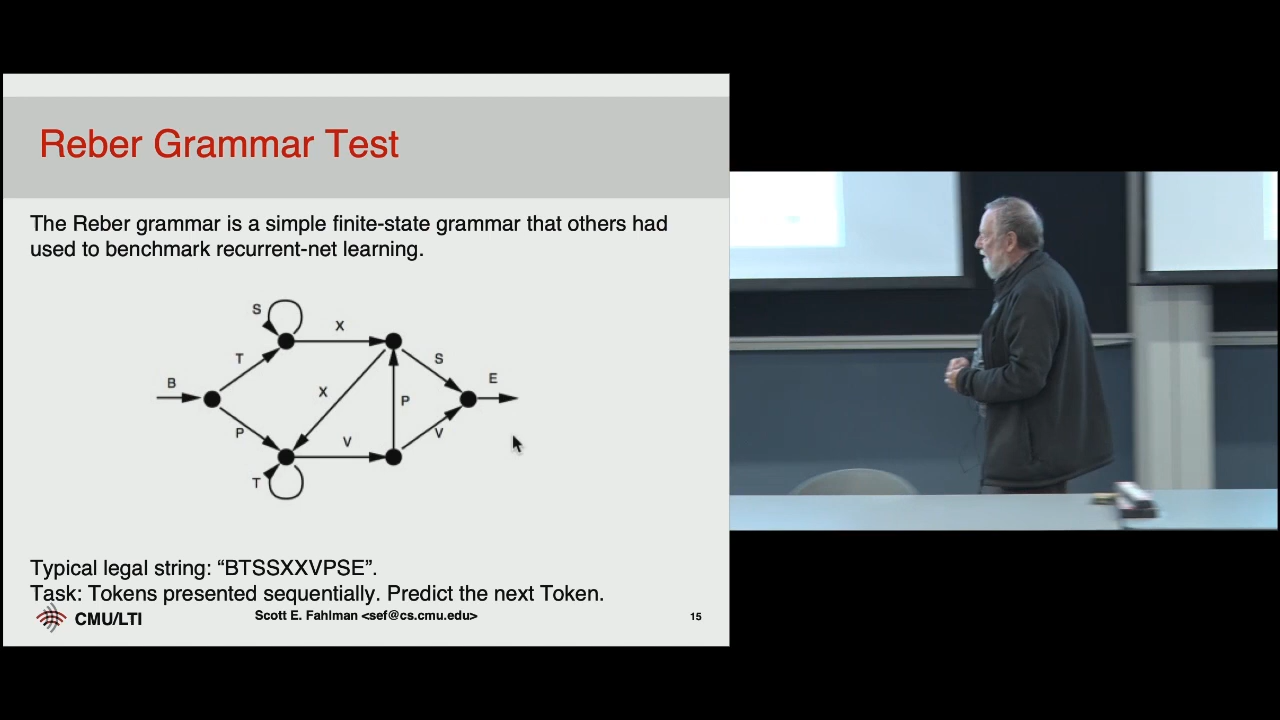 Reber Grammar Test
The Reber grammar is a simple finite-state grammar that others had
used to benchmark recurrent-net learning.
S
X
T
S
B
X
P
E
P
V
V
T
Typical legal string: “BTSSXXVPSE”.
Task: Tokens presented sequentially. Predict the next Token.
CMU/LTI
Scott E. Fahlman <sef@cs.cmu.edu>
15